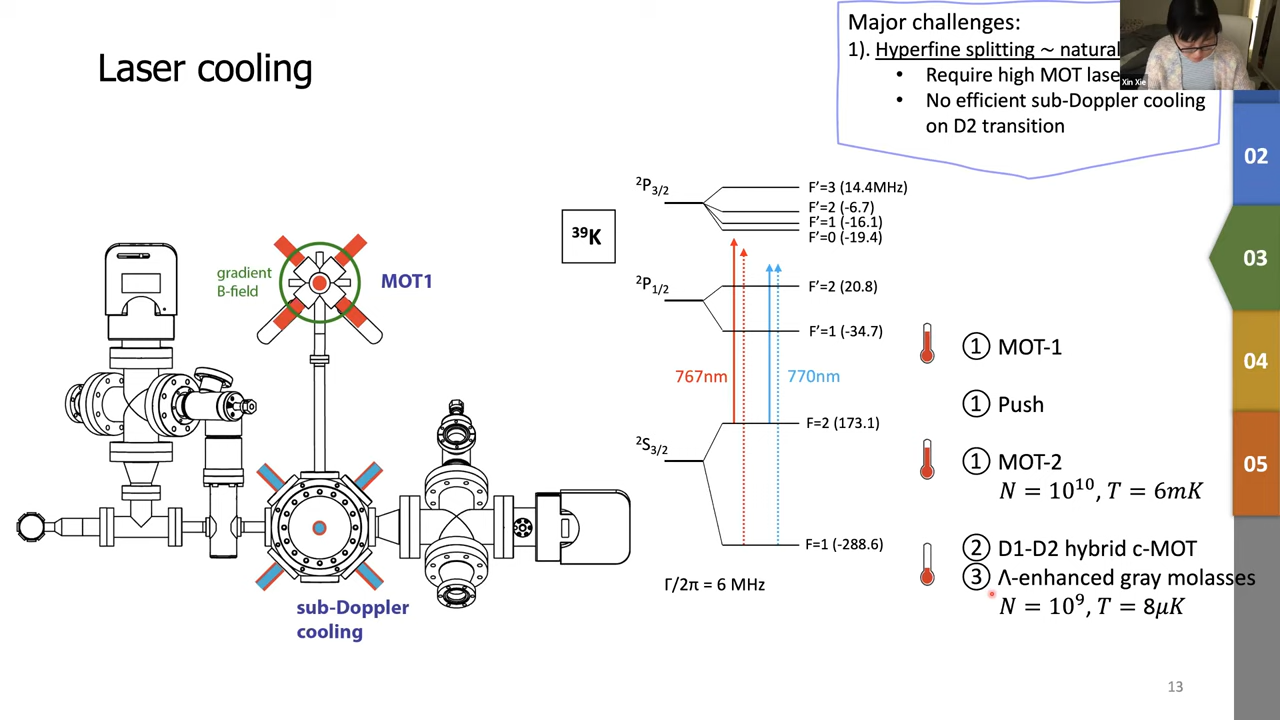 Laser cooling
Major challenges:
1). Hyperfine splitting ~ natural
• Require high MOT lase
• No efficient sub-Doppler cooling
on D2 transition
Xin Xie
02
03
04
05
gradient
B-field
MOT1
sub-Doppler
cooling
³⁹K
²P₃/₂
F’=3 (14.4MHz)
F’=2 (-6.7)
F’=1 (-16.1)
F’=0 (-19.4)
²P₁/₂
F’=2 (20.8)
F’=1 (-34.7)
767nm
770nm
²S₃/₂
F=2 (173.1)
F=1 (-288.6)
Γ/2π = 6 MHz
① MOT-1
① Push
① MOT-2
N = 10¹⁰, T = 6mK
② D1-D2 hybrid c-MOT
③ Λ-enhanced gray molasses
N = 10⁹, T = 8μK
13